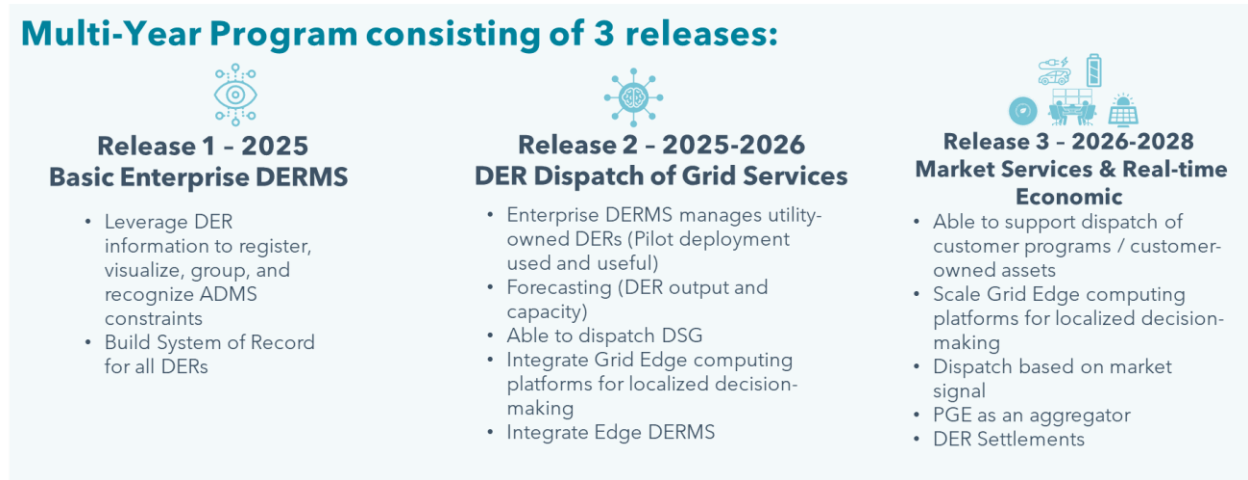 Multi-Year Program consisting of 3 releases:
Release 1 – 2025
Basic Enterprise DERMS
• Leverage DER
information to register,
visualize, group, and
recognize ADMS
constraints
• Build System of Record
for all DERs
Release 2 – 2025-2026
DER Dispatch of Grid Services
• Enterprise DERMS manages utility-
owned DERs (Pilot deployment
used and useful)
• Forecasting (DER output and
capacity)
• Able to dispatch DSG
• Integrate Grid Edge computing
platforms for localized decision-
making
• Integrate Edge DERMS
Release 3 – 2026-2028
Market Services & Real-time
Economic
• Able to support dispatch of
customer programs / customer-
owned assets
• Scale Grid Edge computing
platforms for localized decision-
making
• Dispatch based on market
signal
• PGE as an aggregator
• DER Settlements